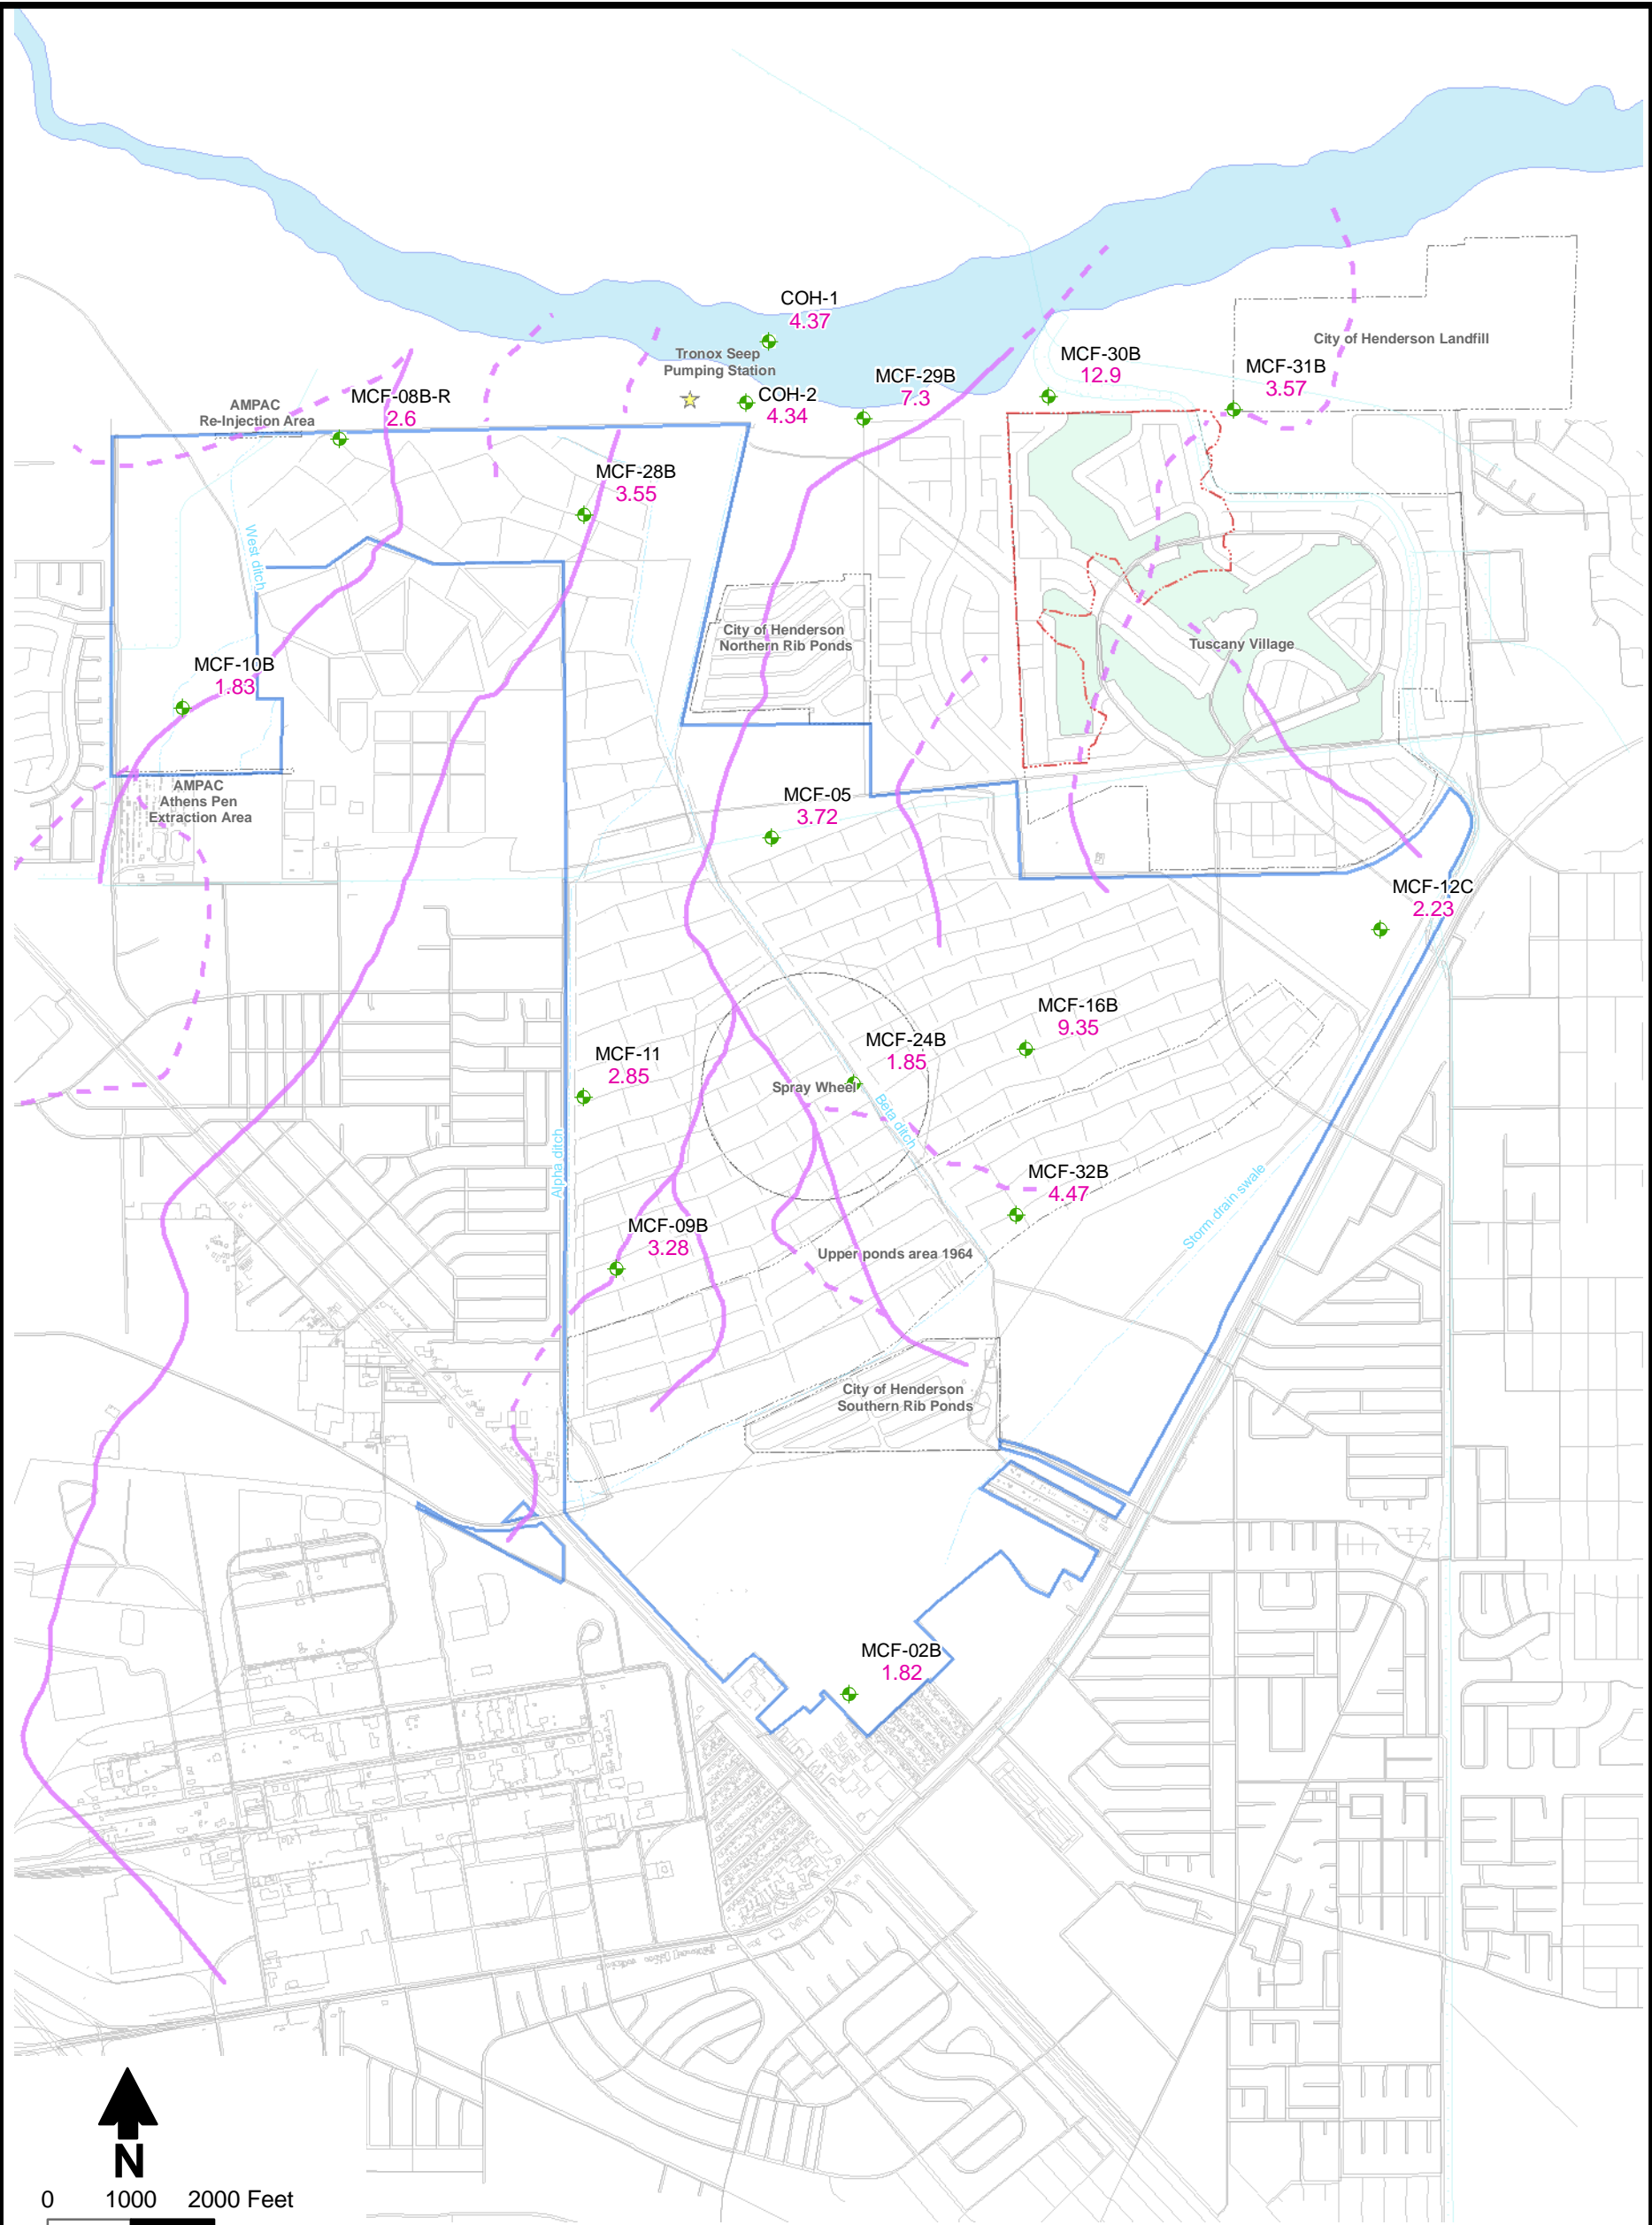 COH-1
4.37
Tronox Seep
Pumping Station
City of Henderson Landfill
MCF-30B
12.9
MCF-31B
3.57
MCF-29B
7.3
COH-2
4.34
MCF-08B-R
2.6
AMPAC
Re-Injection Area
MCF-28B
3.55
West ditch
City of Henderson
Northern Rib Ponds
Tuscany Village
MCF-10B
1.83
AMPAC
Athens Pen
Extraction Area
MCF-05
3.72
MCF-12C
2.23
MCF-16B
9.35
MCF-24B
1.85
MCF-11
2.85
Spray Wheel
Beta ditch
Alpha ditch
MCF-32B
4.47
Storm drain swale
MCF-09B
3.28
Upper ponds area 1964
City of Henderson
Southern Rib Ponds
MCF-02B
1.82
N
0 1000 2000 Feet